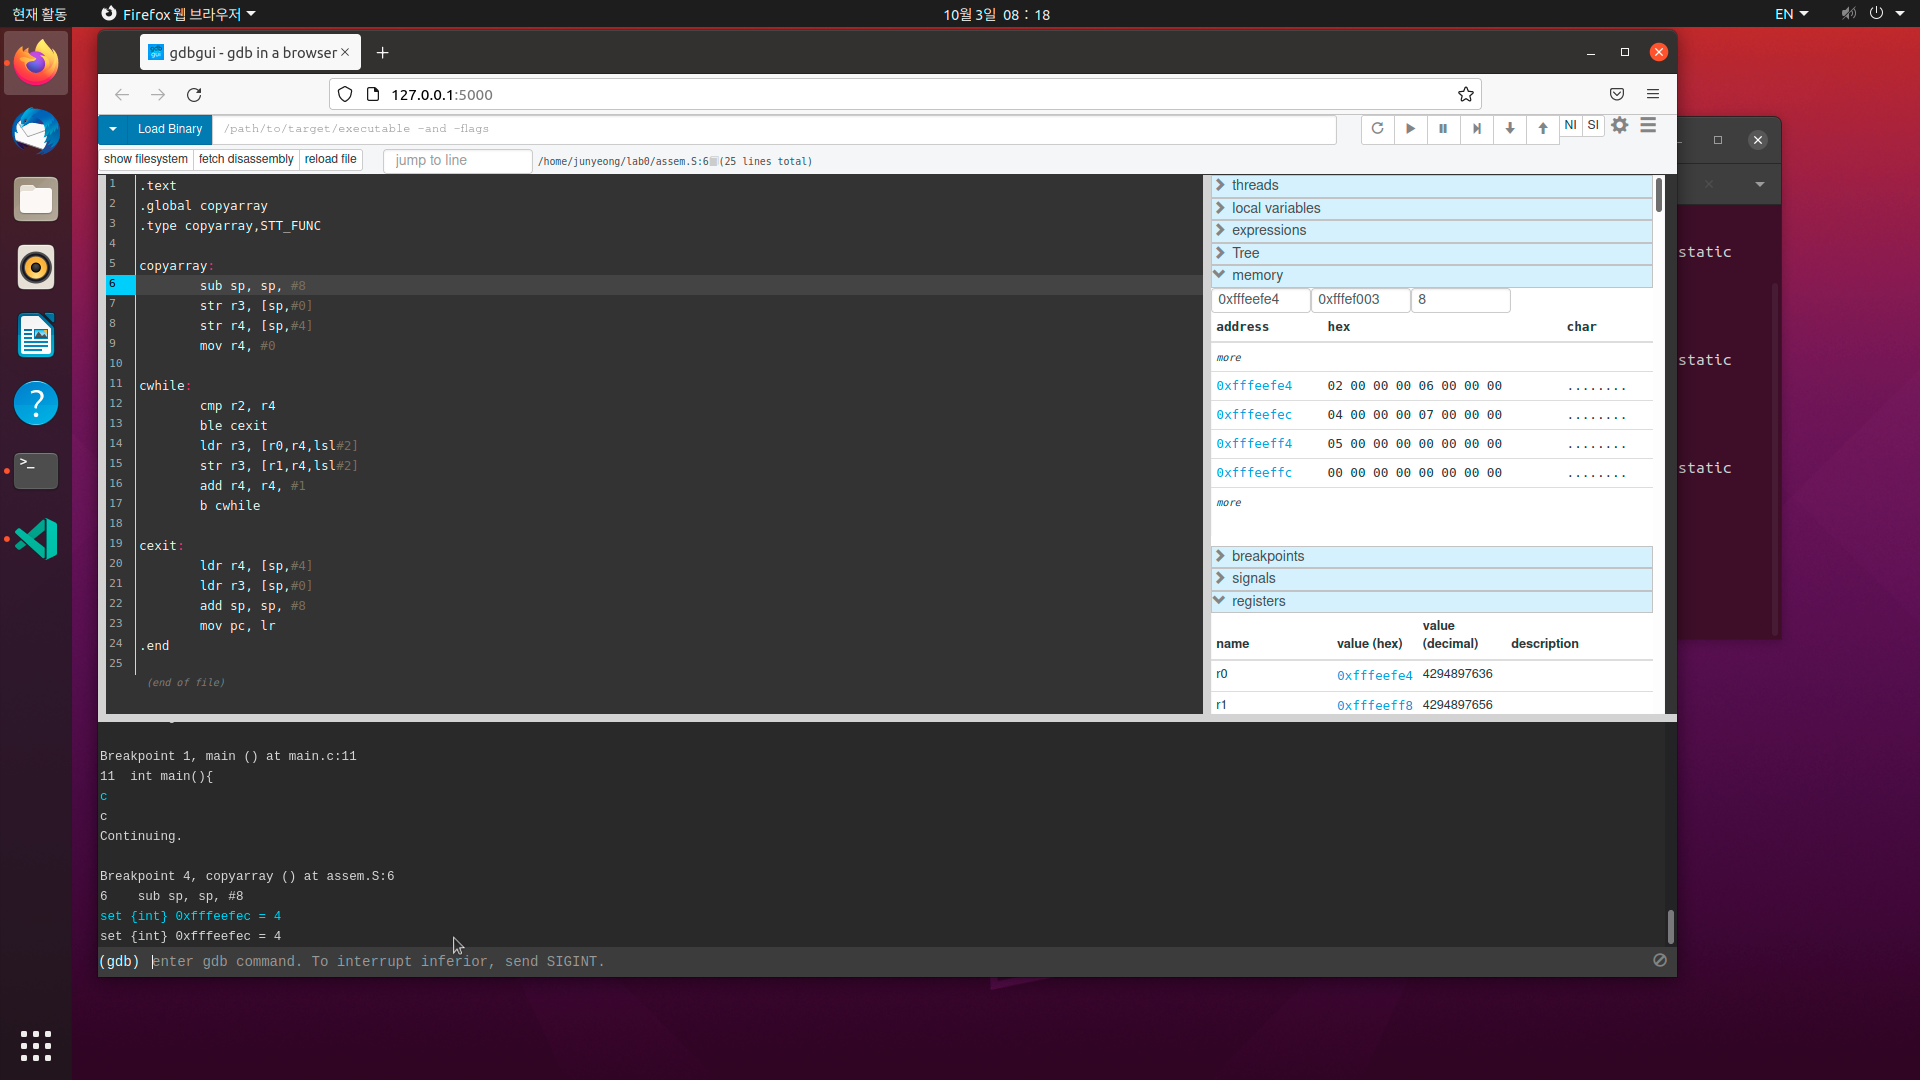 현재 활동
Firefox 웹 브라우저
10월 3일 08 : 18
EN
gdbgui - gdb in a browser
127.0.0.1:5000
Load Binary
/path/to/target/executable -and -flags
NI
SI
show filesystem
fetch disassembly
reload file
jump to line
/home/junyeong/lab0/assem.S:6 (25 lines total)
1 .text
2 .global copyarray
3 .type copyarray,STT_FUNC
4
5 copyarray:
6 sub sp, sp, #8
7 str r3, [sp,#0]
8 str r4, [sp,#4]
9 mov r4, #0
10
11 cwhile:
12 cmp r2, r4
13 ble cexit
14 ldr r3, [r0,r4,lsl#2]
15 str r3, [r1,r4,lsl#2]
16 add r4, r4, #1
17 b cwhile
18
19 cexit:
20 ldr r4, [sp,#4]
21 ldr r3, [sp,#0]
22 add sp, sp, #8
23 mov pc, lr
24 .end
25
(end of file)
threads
local variables
expressions
Tree
memory
0xfffeefe4 0xfffef003 8
address hex char
more
0xfffeefe4 02 00 00 00 06 00 00 00 ........
0xfffeefec 04 00 00 00 07 00 00 00 ........
0xfffeeff4 05 00 00 00 00 00 00 00 ........
0xfffeeffc 00 00 00 00 00 00 00 00 ........
more
breakpoints
signals
registers
name value (hex) value (decimal) description
r0 0xfffeefe4 4294897636
r1 0xfffeeff8 4294897656
static
static
static
Breakpoint 1, main () at main.c:11
11 int main(){
c
c
Continuing.
Breakpoint 4, copyarray () at assem.S:6
6 sub sp, sp, #8
set {int} 0xfffeefec = 4
set {int} 0xfffeefec = 4
(gdb) enter gdb command. To interrupt inferior, send SIGINT.